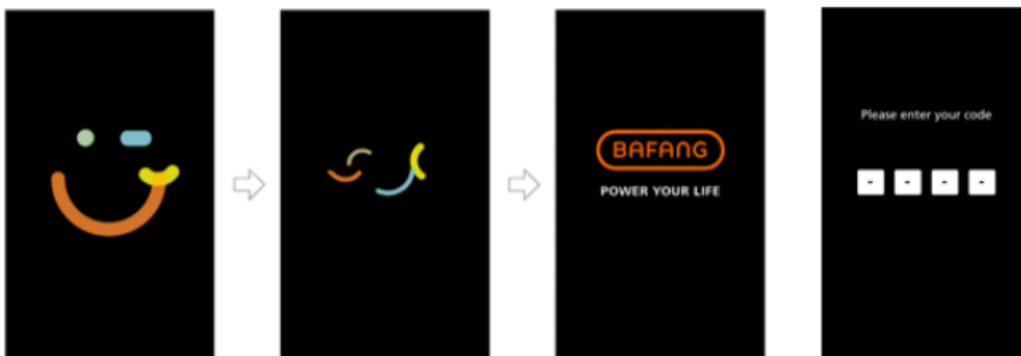 BAFANG
POWER YOUR LIFE
Please enter your code
- - - -